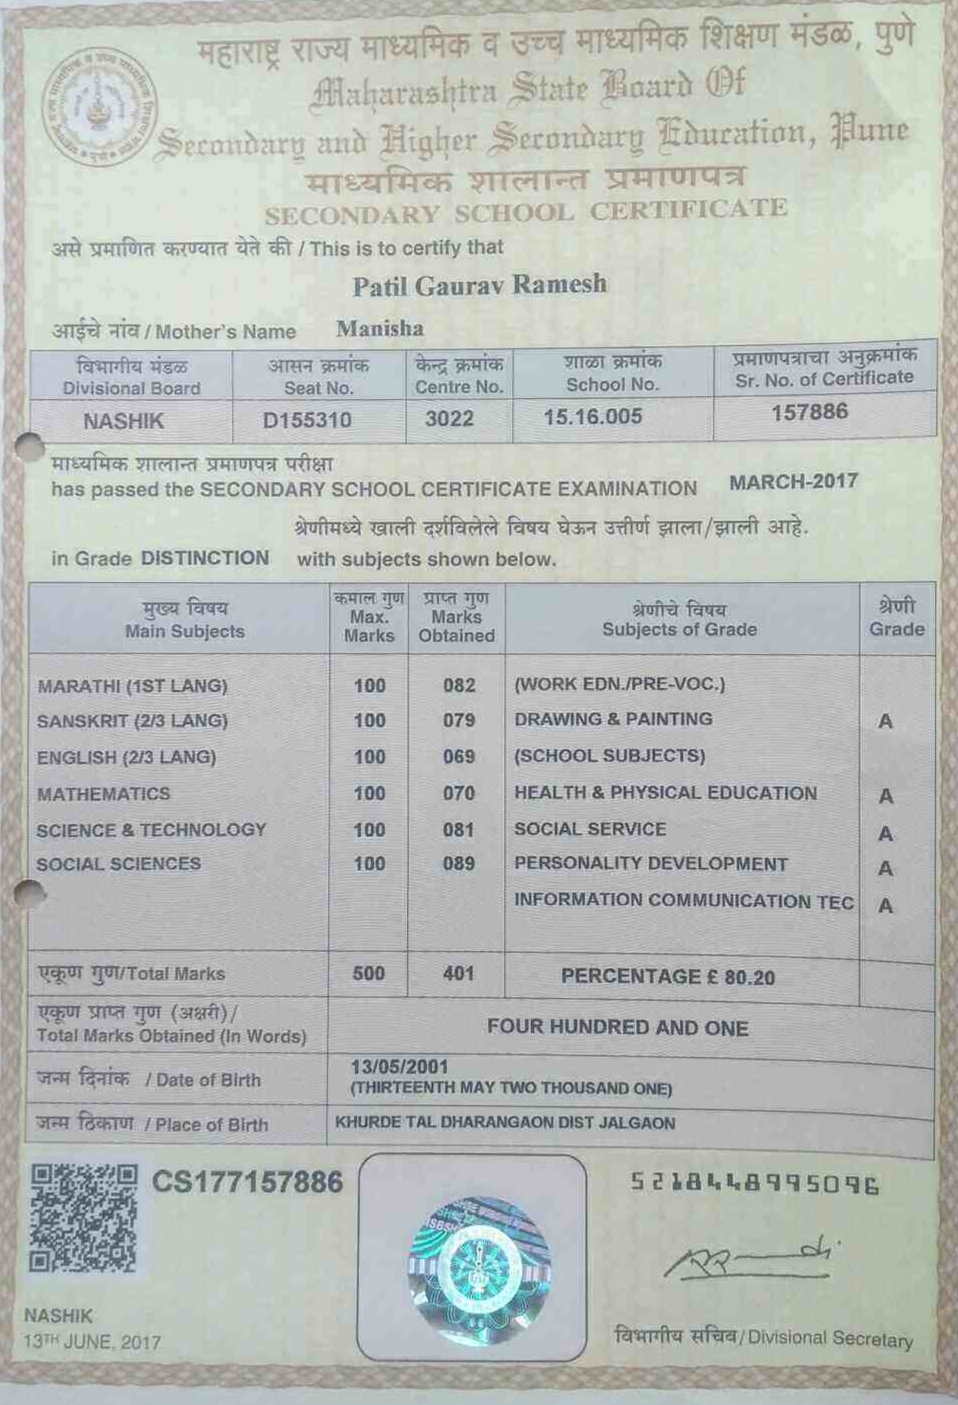 महाराष्ट्र राज्य माध्यमिक व उच्च माध्यमिक शिक्षण मंडळ, पुणे
Maharashtra State Board Of
Secondary and Higher Secondary Education, Pune
माध्यमिक शालान्त प्रमाणपत्र
SECONDARY SCHOOL CERTIFICATE
असे प्रमाणित करण्यात येते की / This is to certify that
Patil Gaurav Ramesh
आईचे नांव / Mother's Name Manisha
विभागीय मंडळ आसन क्रमांक केन्द्र क्रमांक शाळा क्रमांक प्रमाणपत्राचा अनुक्रमांक
Divisional Board Seat No. Centre No. School No. Sr. No. of Certificate
NASHIK D155310 3022 15.16.005 157886
माध्यमिक शालान्त प्रमाणपत्र परीक्षा
has passed the SECONDARY SCHOOL CERTIFICATE EXAMINATION MARCH-2017
श्रेणीमध्ये खाली दर्शविलेले विषय घेऊन उत्तीर्ण झाला/झाली आहे.
in Grade DISTINCTION with subjects shown below.
मुख्य विषय कमाल गुण प्राप्त गुण श्रेणीचे विषय श्रेणी
Main Subjects Max. Marks Marks Obtained Subjects of Grade Grade
MARATHI (1ST LANG) 100 082 (WORK EDN./PRE-VOC.)
SANSKRIT (2/3 LANG) 100 079 DRAWING & PAINTING A
ENGLISH (2/3 LANG) 100 069 (SCHOOL SUBJECTS)
MATHEMATICS 100 070 HEALTH & PHYSICAL EDUCATION A
SCIENCE & TECHNOLOGY 100 081 SOCIAL SERVICE A
SOCIAL SCIENCES 100 089 PERSONALITY DEVELOPMENT A
INFORMATION COMMUNICATION TEC A
एकूण गुण/Total Marks 500 401 PERCENTAGE £ 80.20
एकूण प्राप्त गुण (अक्षरी)/
Total Marks Obtained (In Words) FOUR HUNDRED AND ONE
जन्म दिनांक / Date of Birth 13/05/2001
(THIRTEENTH MAY TWO THOUSAND ONE)
जन्म ठिकाण / Place of Birth KHURDE TAL DHARANGAON DIST JALGAON
CS177157886
5218448995096
NASHIK
13TH JUNE, 2017
विभागीय सचिव/Divisional Secretary